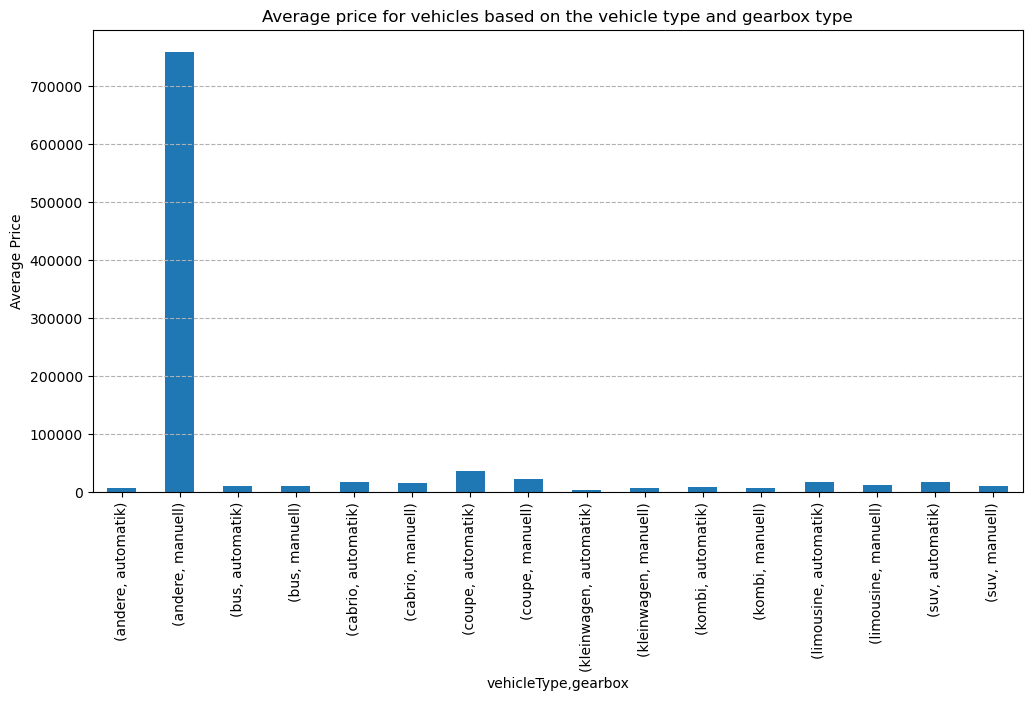 Average price for vehicles based on the vehicle type and gearbox type
Average Price
700000
600000
500000
400000
300000
200000
100000
0
(andere, automatik)
(andere, manuell)
(bus, automatik)
(bus, manuell)
(cabrio, automatik)
(cabrio, manuell)
(coupe, automatik)
(coupe, manuell)
(kleinwagen, automatik)
(kleinwagen, manuell)
(kombi, automatik)
(kombi, manuell)
(limousine, automatik)
(limousine, manuell)
(suv, automatik)
(suv, manuell)
vehicleType,gearbox